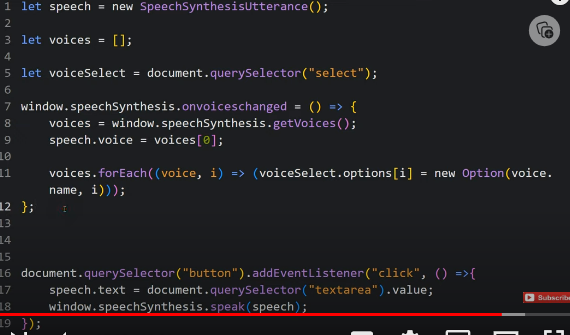 1 let speech = new SpeechSynthesisUtterance();
2
3 let voices = [];
4
5 let voiceSelect = document.querySelector("select");
6
7 window.speechSynthesis.onvoiceschanged = () => {
8 voices = window.speechSynthesis.getVoices();
9 speech.voice = voices[0];
10
11 voices.forEach((voice, i) => (voiceSelect.options[i] = new Option(voice.
name, i)));
12 };
13
14
15
16 document.querySelector("button").addEventListener("click", () =>{
17 speech.text = document.querySelector("textarea").value;
Subscribe
18 window.speechSynthesis.speak(speech);
19 });